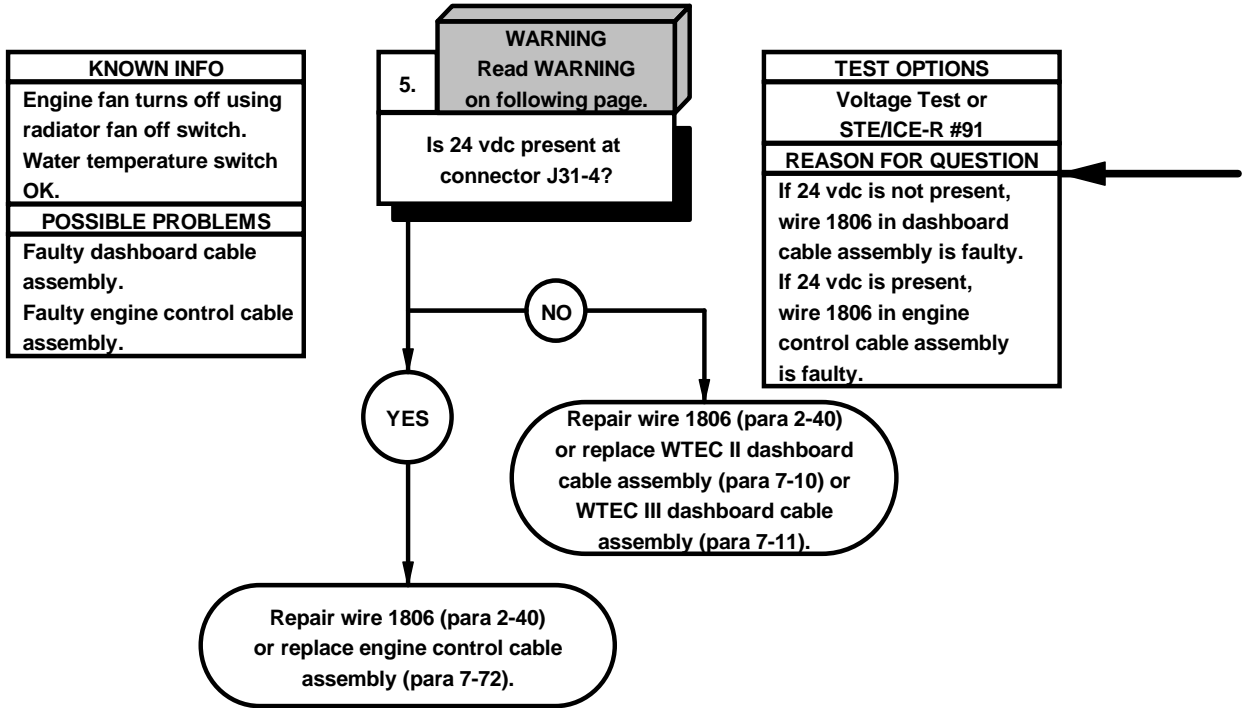 KNOWN INFO
Engine fan turns off using
radiator fan off switch.
Water temperature switch
OK.
POSSIBLE PROBLEMS
Faulty dashboard cable
assembly.
Faulty engine control cable
assembly.
WARNING
Read WARNING
on following page.
5.
Is 24 vdc present at
connector J31-4?
TEST OPTIONS
Voltage Test or
STE/ICE-R #91
REASON FOR QUESTION
If 24 vdc is not present,
wire 1806 in dashboard
cable assembly is faulty.
If 24 vdc is present,
wire 1806 in engine
control cable assembly
is faulty.
NO
YES
Repair wire 1806 (para 2-40)
or replace WTEC II dashboard
cable assembly (para 7-10) or
WTEC III dashboard cable
assembly (para 7-11).
Repair wire 1806 (para 2-40)
or replace engine control cable
assembly (para 7-72).